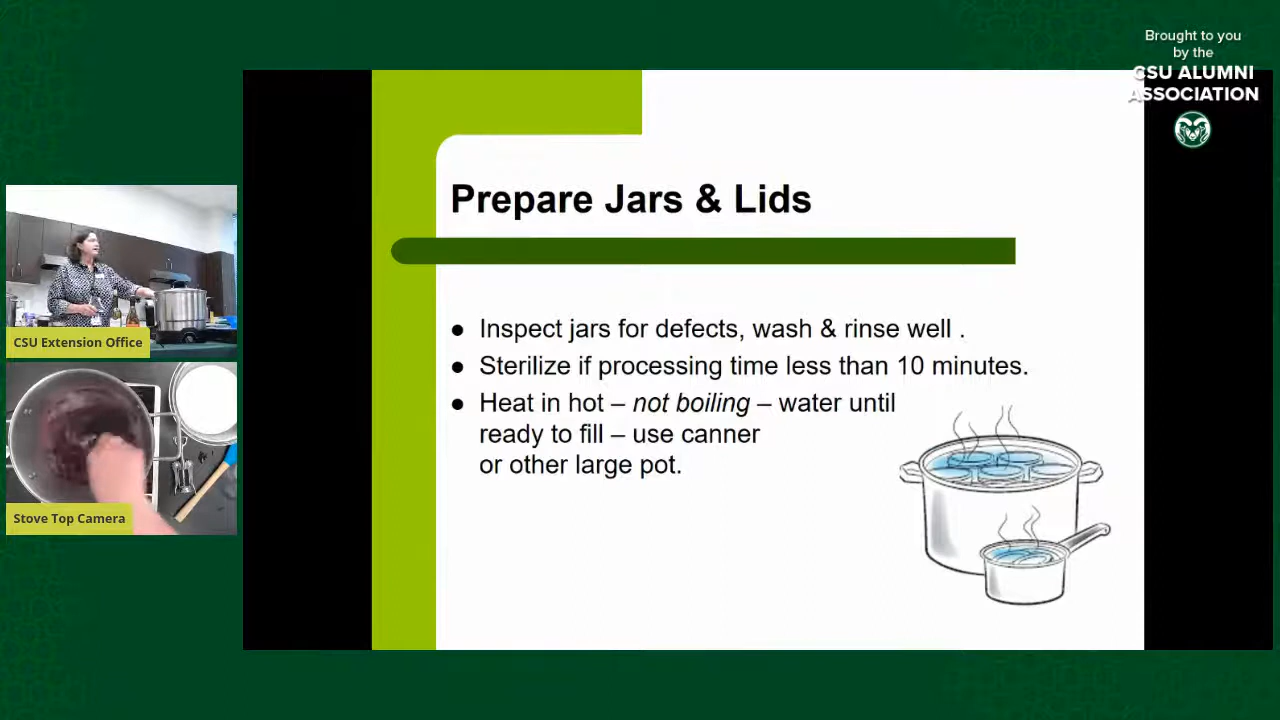 Brought to you
by the
CSU ALUMNI
ASSOCIATION
Prepare Jars & Lids
● Inspect jars for defects, wash & rinse well .
● Sterilize if processing time less than 10 minutes.
● Heat in hot – not boiling – water until
ready to fill – use canner
or other large pot.
CSU Extension Office
Stove Top Camera